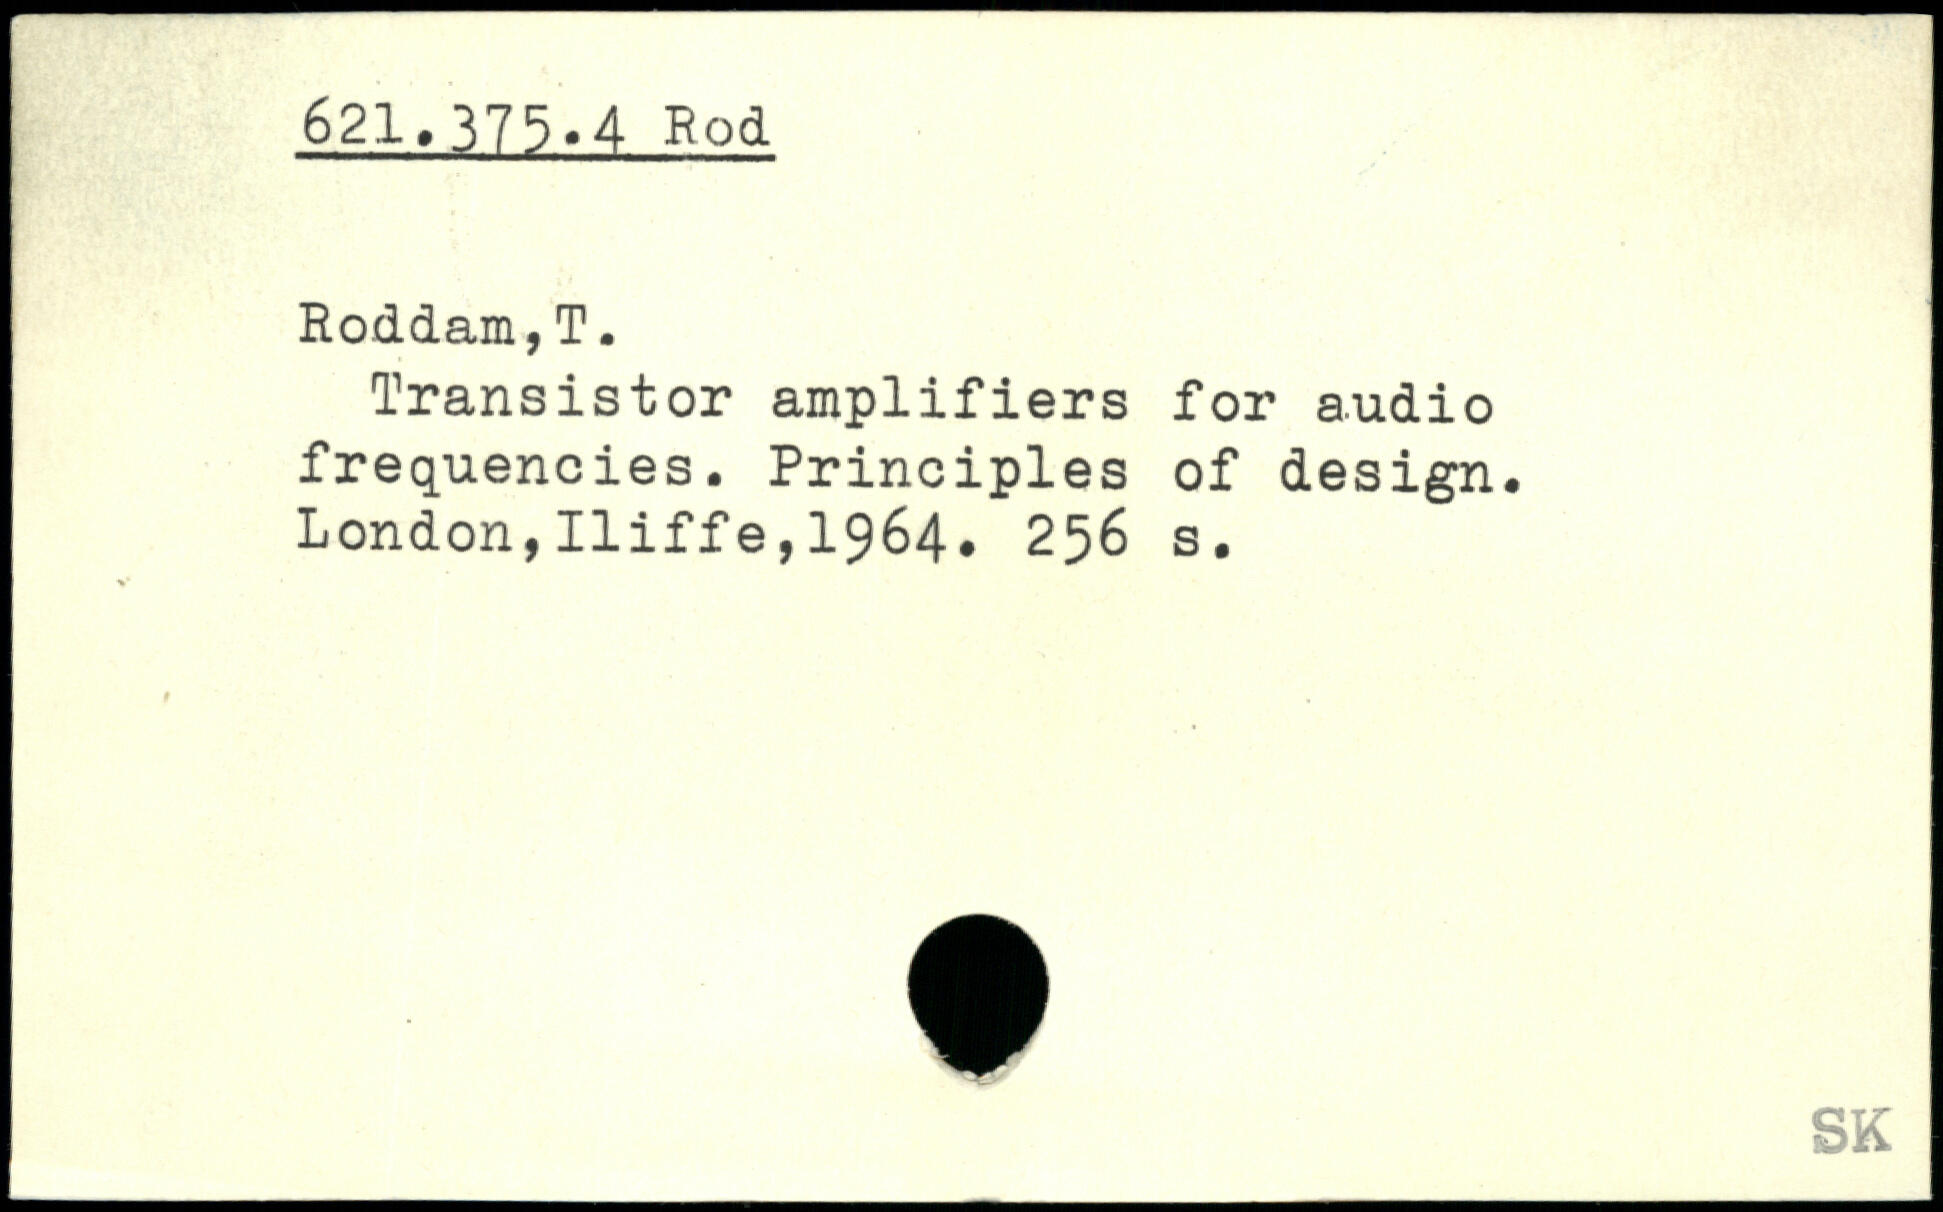 621.375.4 Rod
Roddam,T.
Transistor amplifiers for audio
frequencies. Principles of design.
London,Iliffe,1964. 256 s.
SK